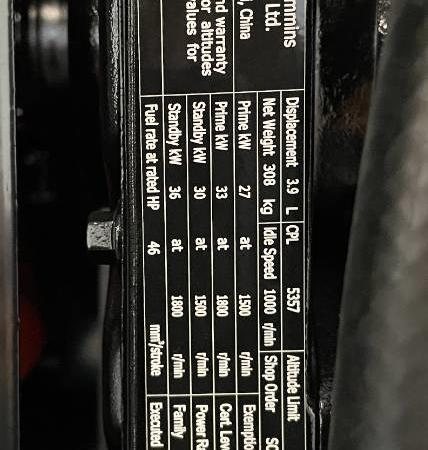 mmins
Ltd.
, China
nd warranty
or altitudes
alues for
Displacement 3.9 L CPL 5357 Altitude Limit
Net Weight 308 kg Idle Speed 1000 r/min Shop Order SO
Prime kW 27 at 1500 r/min Exemptio
Prime kW 33 at 1800 r/min Cert. Lev
Standby kW 30 at 1500 r/min Power Ra
Standby kW 36 at 1800 r/min Family
Fuel rate at rated HP 46 mm³/stroke Executed